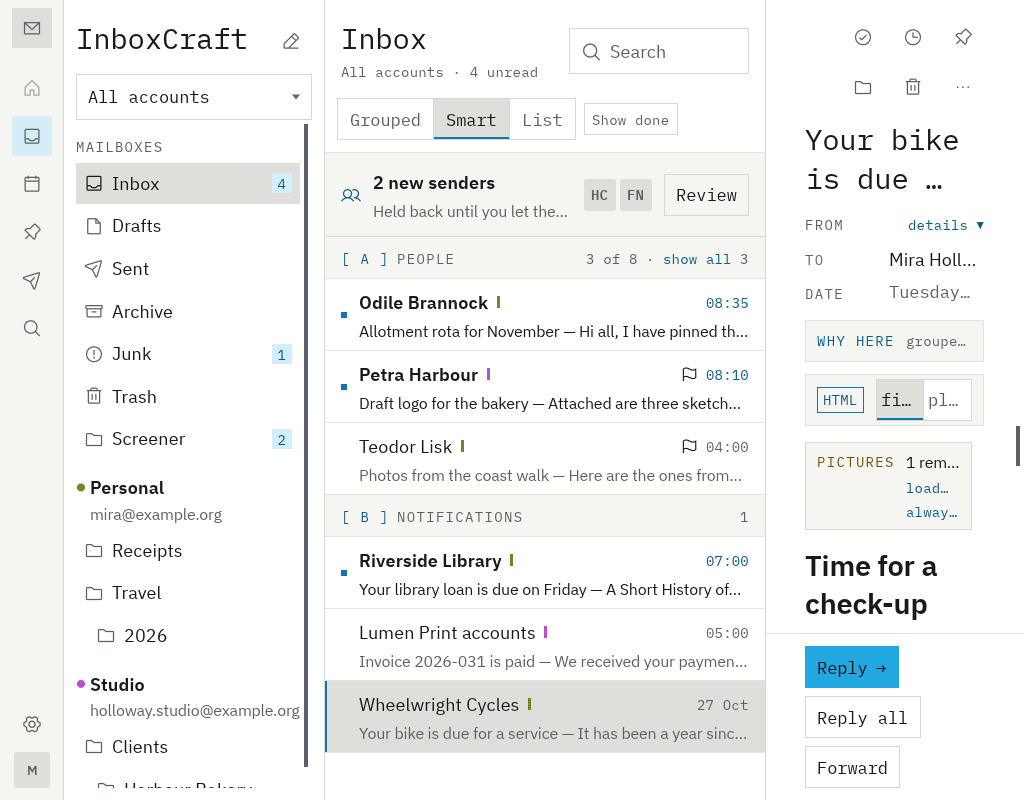 InboxCraft
All accounts
MAILBOXES
Inbox 4
Drafts
Sent
Archive
Junk 1
Trash
Screener 2
Personal
mira@example.org
Receipts
Travel
2026
Studio
holloway.studio@example.org
Clients
Harbour Bakery
M
Inbox
All accounts · 4 unread
Search
Grouped Smart List Show done
2 new senders
Held back until you let the…
HC FN Review
[ A ] PEOPLE 3 of 8 · show all 3
Odile Brannock 08:35
Allotment rota for November — Hi all, I have pinned th…
Petra Harbour 08:10
Draft logo for the bakery — Attached are three sketch…
Teodor Lisk 04:00
Photos from the coast walk — Here are the ones from…
[ B ] NOTIFICATIONS 1
Riverside Library 07:00
Your library loan is due on Friday — A Short History of…
Lumen Print accounts 05:00
Invoice 2026-031 is paid — We received your paymen…
Wheelwright Cycles 27 Oct
Your bike is due for a service — It has been a year sinc…
Your bike
is due …
FROM details ▼
TO Mira Holl…
DATE Tuesday…
WHY HERE groupe…
HTML fi… pl…
PICTURES 1 rem…
load…
alway…
Time for a
check-up
Reply →
Reply all
Forward